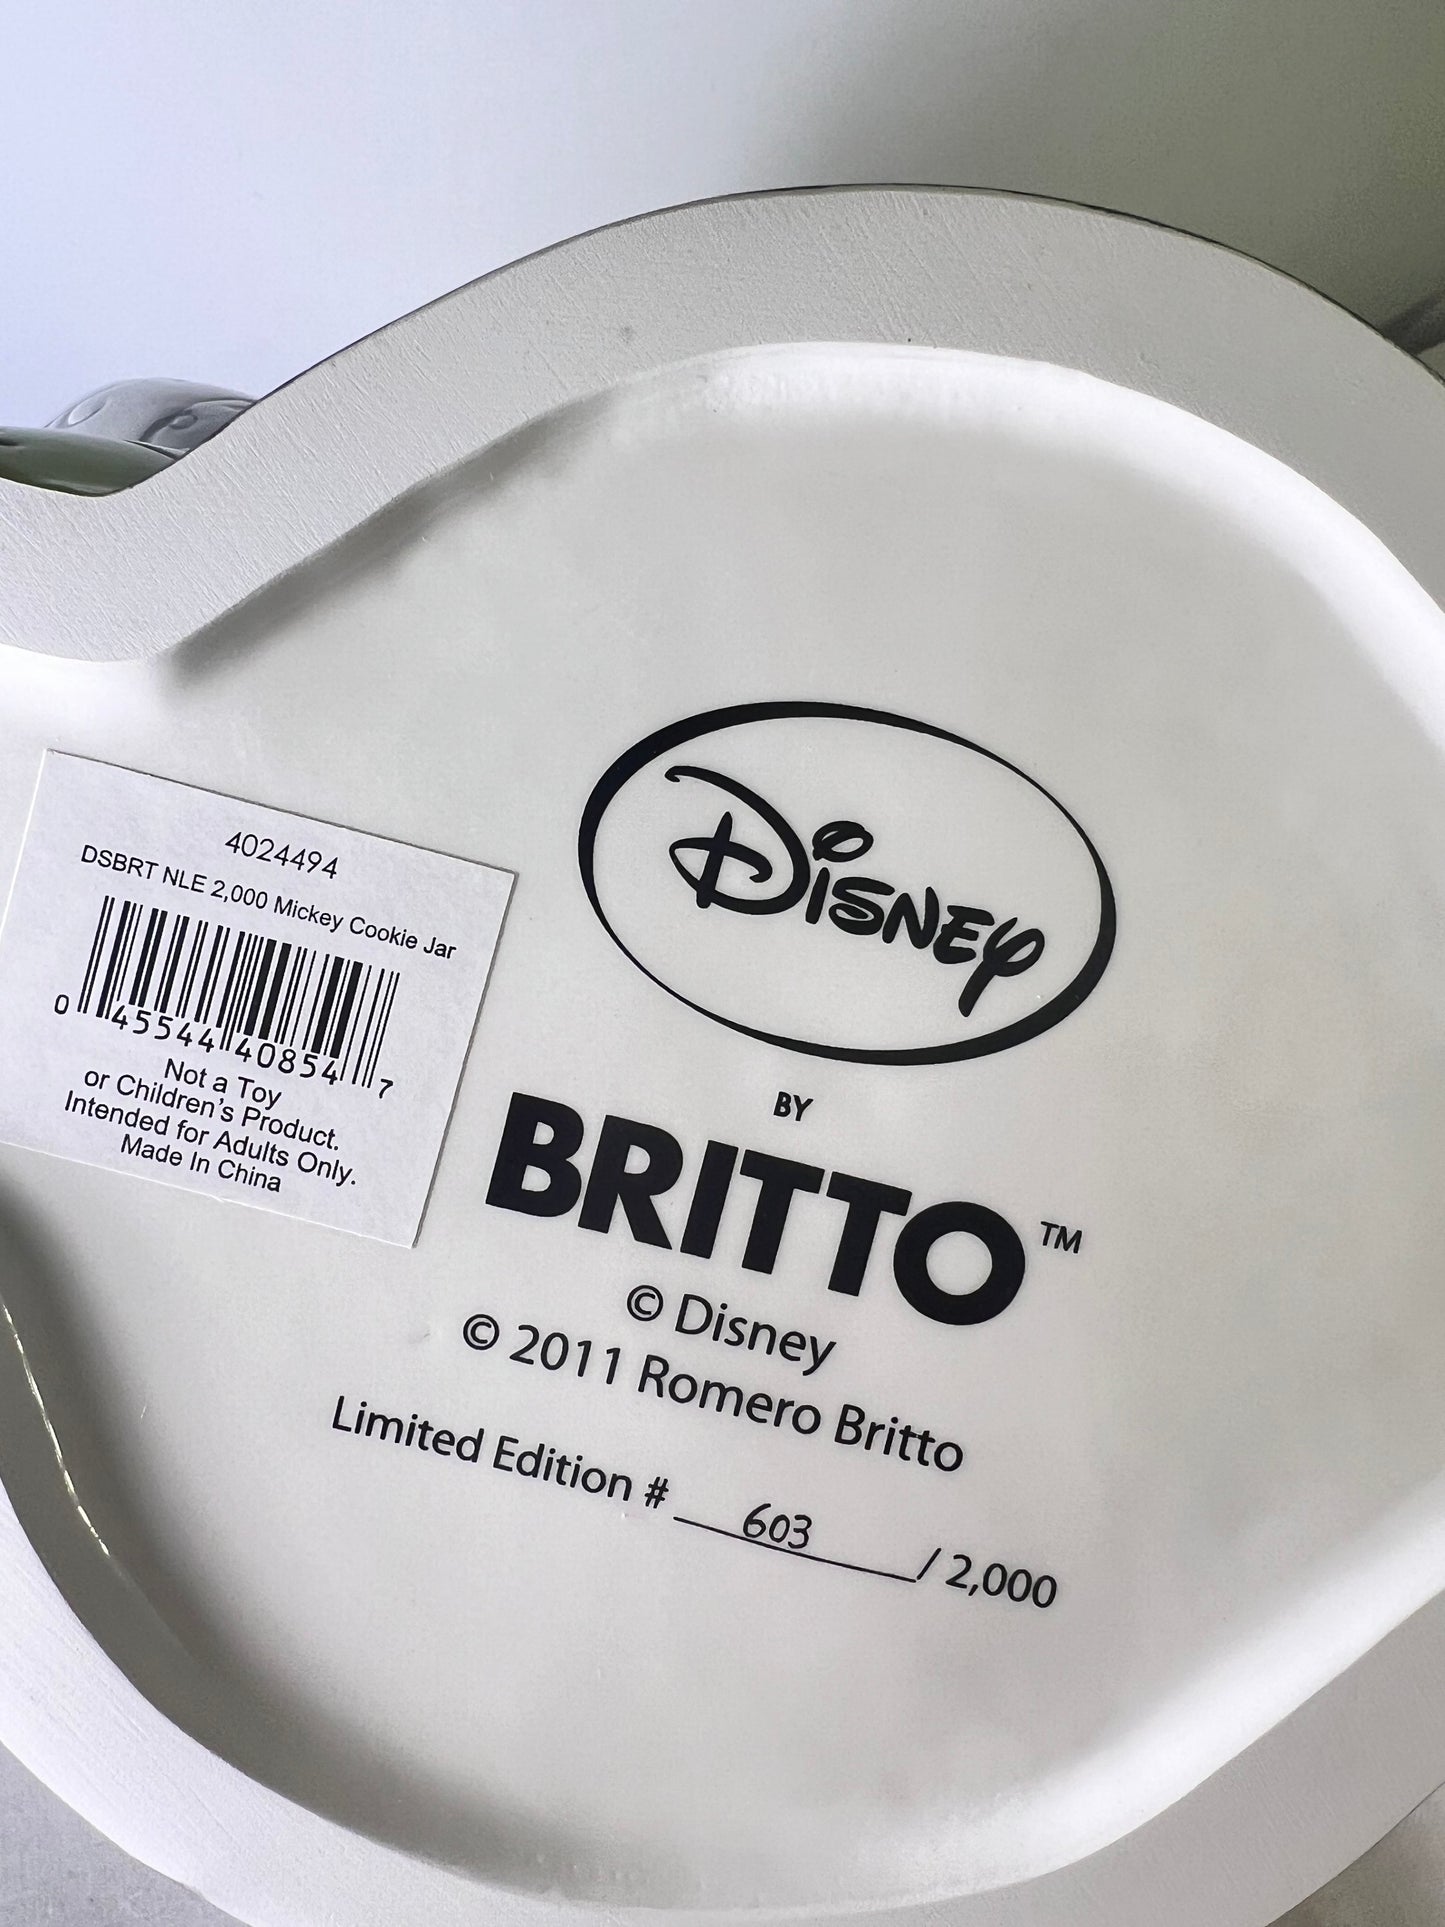 4024494
DSBRT NLE 2,000 Mickey Cookie Jar
0 45544 40854 7
Not a Toy
or Children's Product.
Intended for Adults Only.
Made In China
Disney
BY
BRITTO™
© Disney
© 2011 Romero Britto
Limited Edition # 603 / 2,000